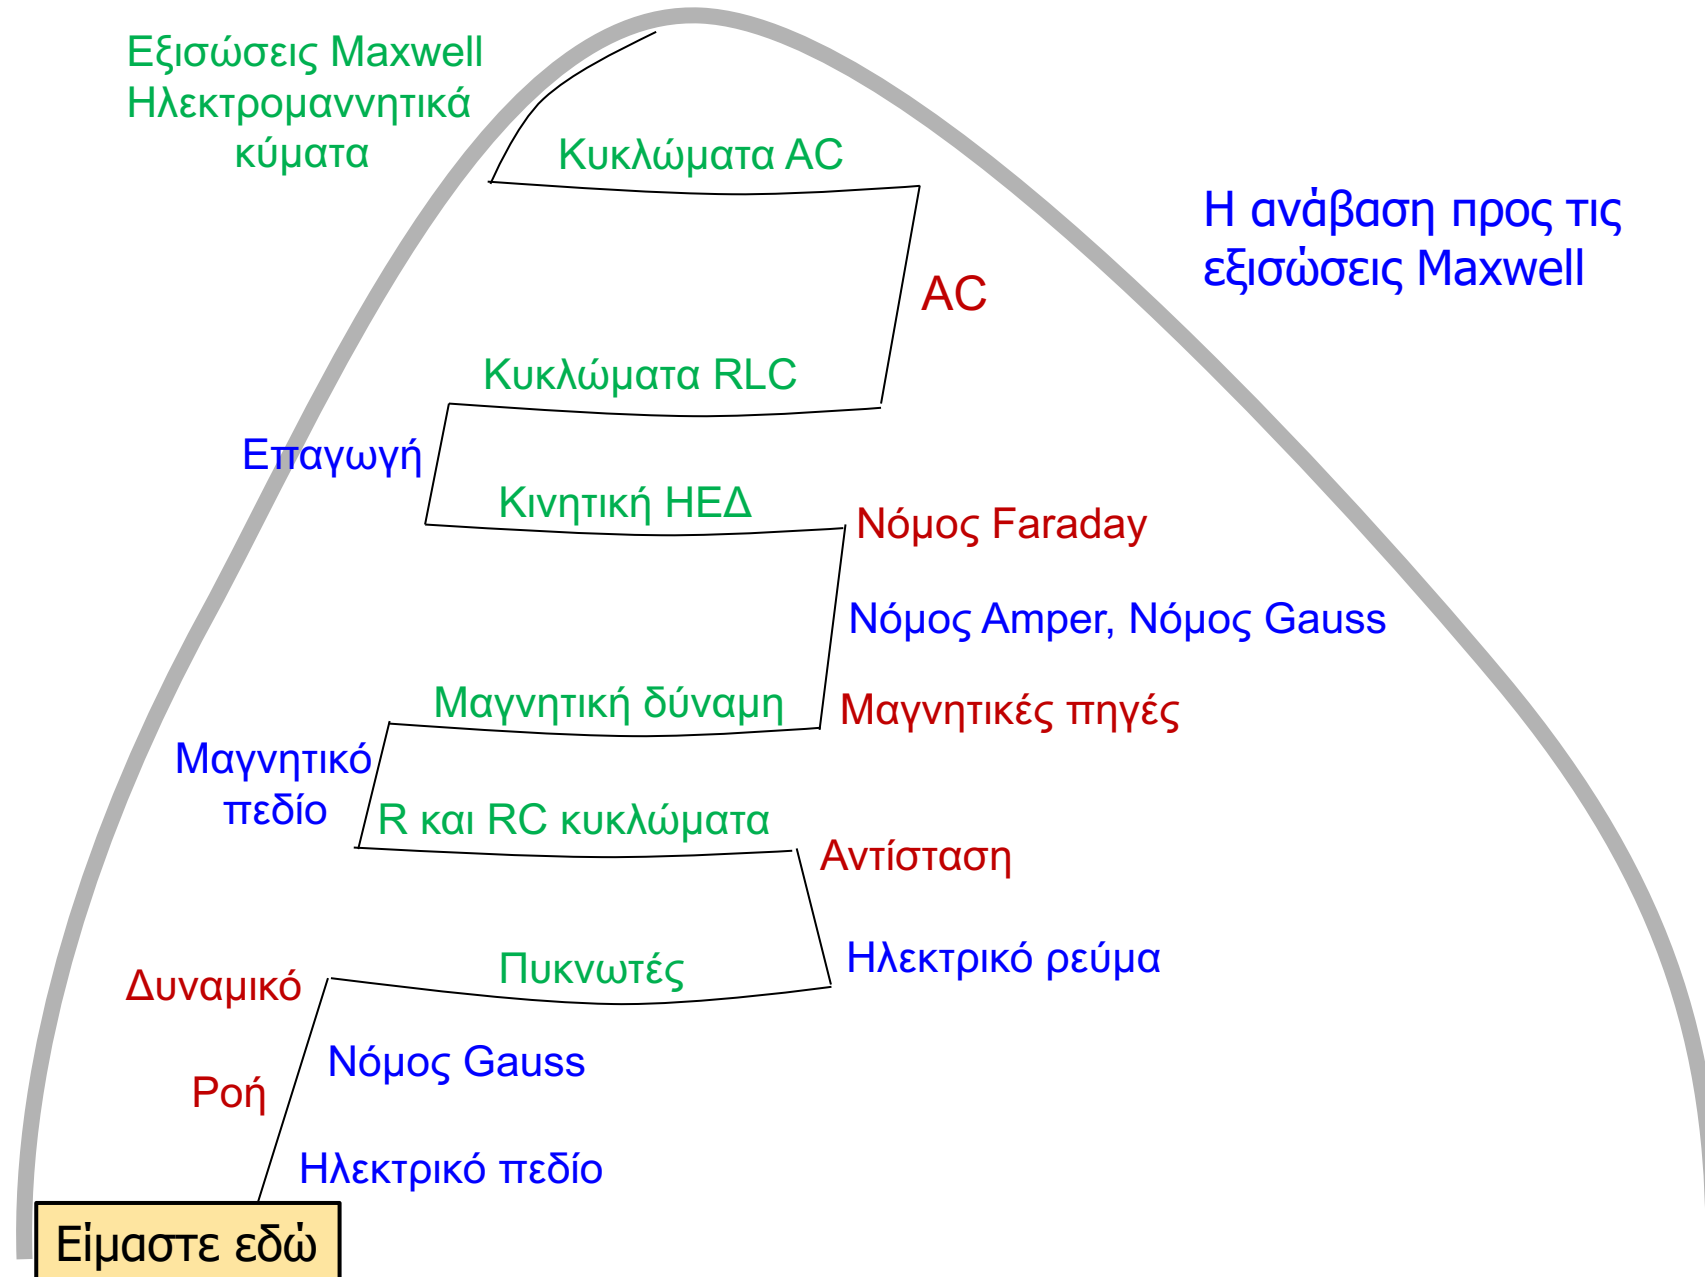 Εξισώσεις Maxwell
Ηλεκτρομαννητικά
κύματα
Κυκλώματα AC
Η ανάβαση προς τις
εξισώσεις Maxwell
AC
Κυκλώματα RLC
Επαγωγή
Κινητική ΗΕΔ
Νόμος Faraday
Νόμος Amper, Νόμος Gauss
Μαγνητική δύναμη
Μαγνητικές πηγές
Μαγνητικό
πεδίο
R και RC κυκλώματα
Αντίσταση
Ηλεκτρικό ρεύμα
Πυκνωτές
Δυναμικό
Νόμος Gauss
Ροή
Ηλεκτρικό πεδίο
Είμαστε εδώ